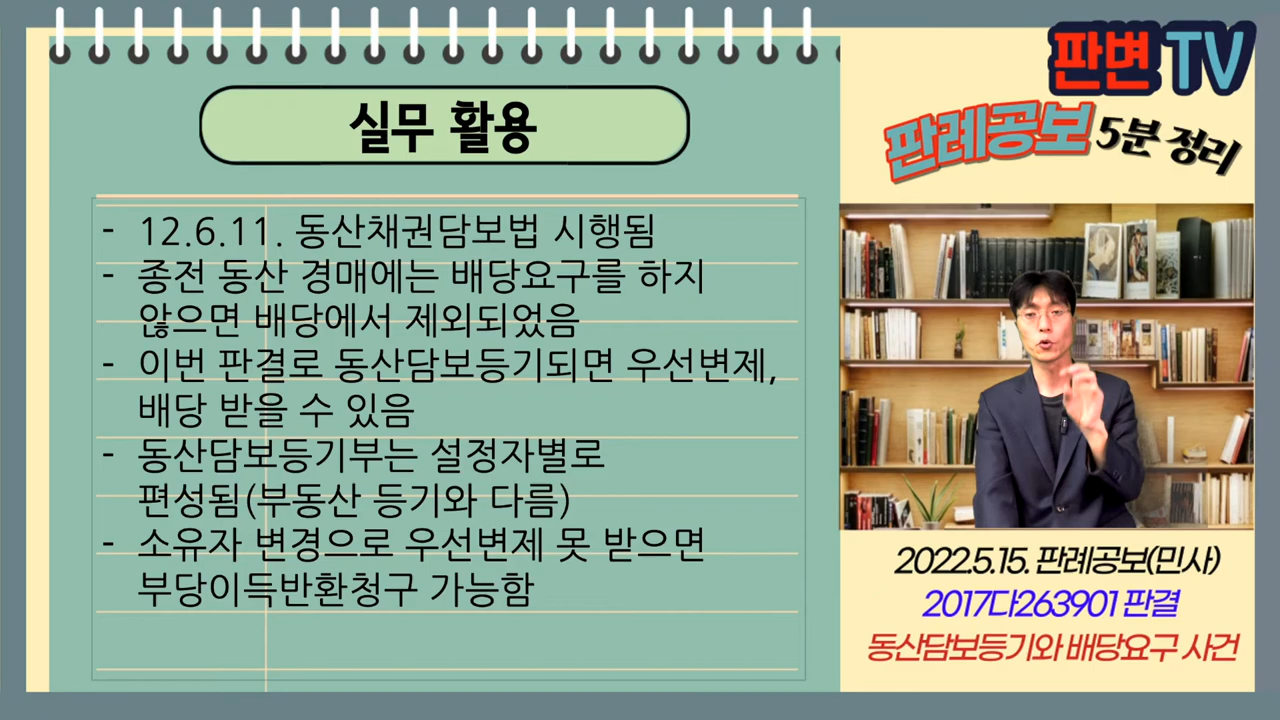 실무 활용
- 12.6.11. 동산채권담보법 시행됨
- 종전 동산 경매에는 배당요구를 하지
않으면 배당에서 제외되었음
- 이번 판결로 동산담보등기되면 우선변제,
배당 받을 수 있음
- 동산담보등기부는 설정자별로
편성됨(부동산 등기와 다름)
- 소유자 변경으로 우선변제 못 받으면
부당이득반환청구 가능함
판변 TV
판례공보 5분 정리
2022.5.15. 판례공보(민사)
2017다263901 판결
동산담보등기와 배당요구 사건